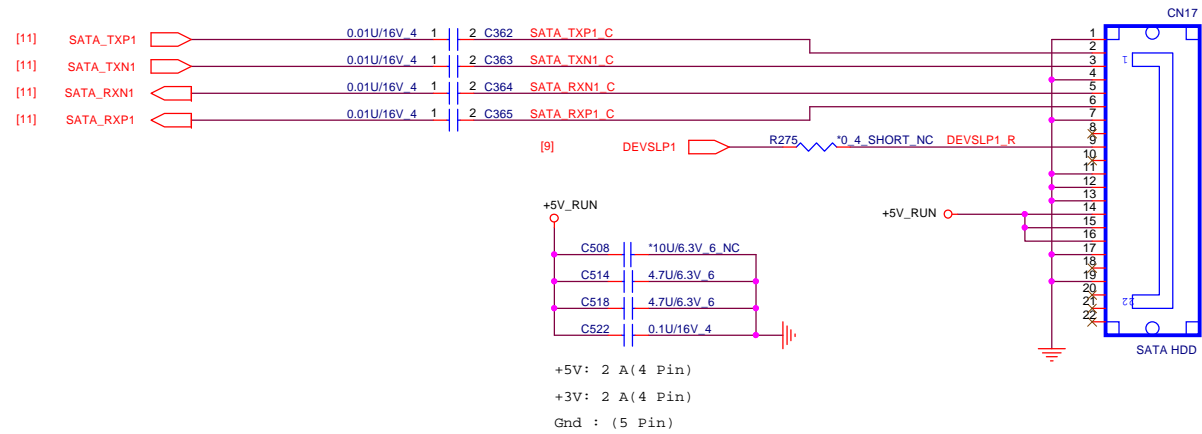 CN17
[11] SATA_TXP1 0.01U/16V_4 1 2 C362 SATA_TXP1_C
[11] SATA_TXN1 0.01U/16V_4 1 2 C363 SATA_TXN1_C
[11] SATA_RXN1 0.01U/16V_4 1 2 C364 SATA_RXN1_C
[11] SATA_RXP1 0.01U/16V_4 1 2 C365 SATA_RXP1_C
[9] DEVSLP1 R275 *0_4_SHORT_NC DEVSLP1_R
1
2
3
4
5
6
7
8
9
10
11
12
13
14
15
16
17
18
19
20
21
22
1
22
+5V_RUN
SATA HDD
+5V_RUN
C508 *10U/6.3V_6_NC
C514 4.7U/6.3V_6
C518 4.7U/6.3V_6
C522 0.1U/16V_4
+5V: 2 A(4 Pin)
+3V: 2 A(4 Pin)
Gnd : (5 Pin)